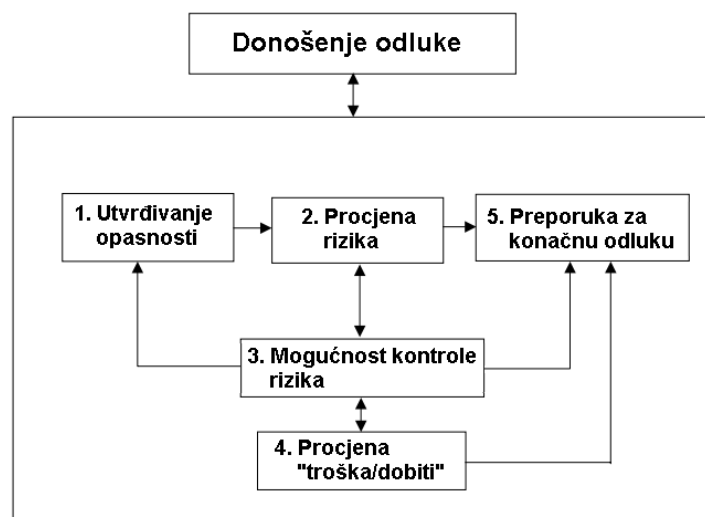 Donošenje odluke
1. Utvrđivanje
opasnosti
2. Procjena
rizika
5. Preporuka za
konačnu odluku
3. Mogućnost kontrole
rizika
4. Procjena
"troška/dobiti"